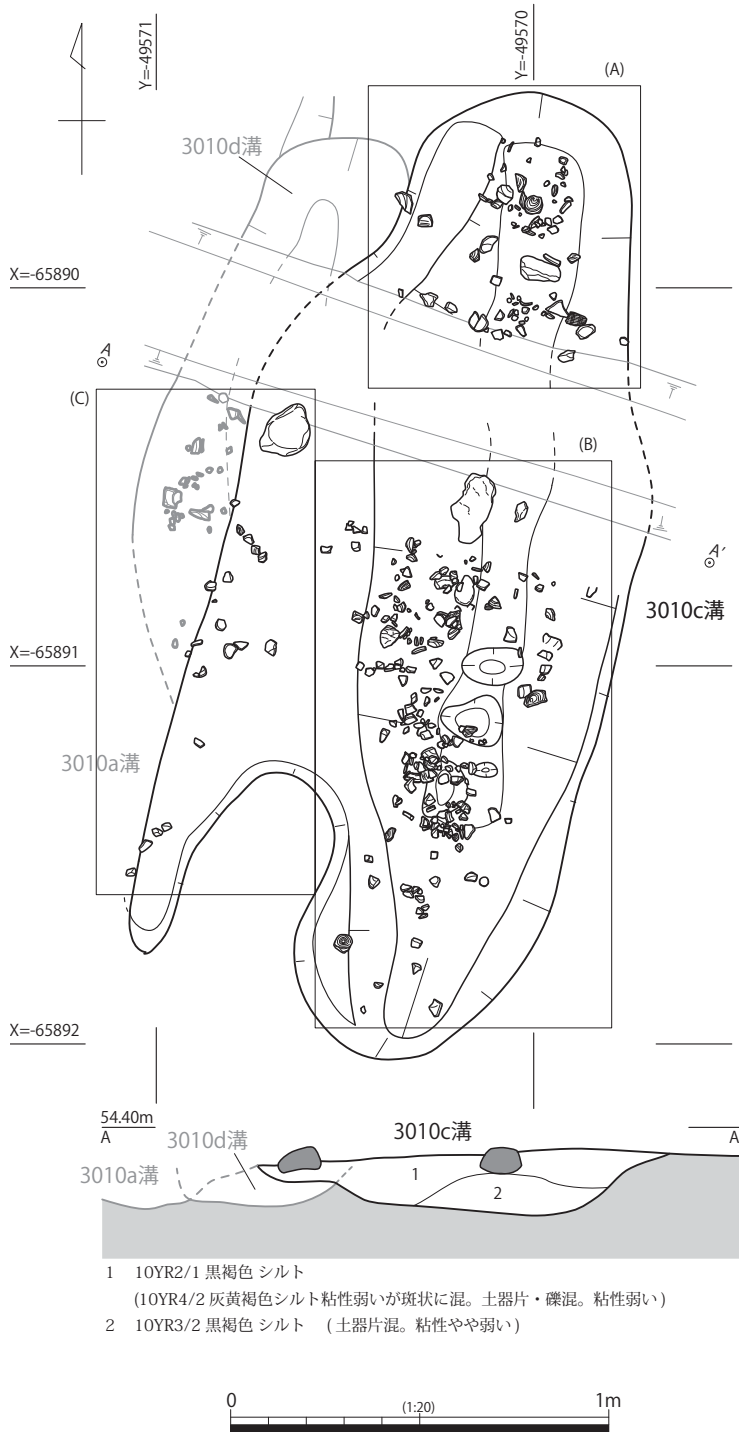 Y=-49571
Y=-49570
(A)
3010d溝
X=-65890
A
(C)
(B)
A'
3010c溝
X=-65891
3010a溝
X=-65892
54.40m
A
3010c溝
A'
3010d溝
3010a溝
1
2
1 10YR2/1 黒褐色 シルト
(10YR4/2 灰黄褐色シルト粘性弱いが斑状に混。土器片・礫混。粘性弱い)
2 10YR3/2 黒褐色 シルト (土器片混。粘性やや弱い)
0 (1:20) 1m